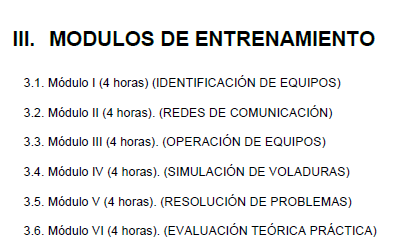 III. MODULOS DE ENTRENAMIENTO
3.1. Módulo I (4 horas) (IDENTIFICACIÓN DE EQUIPOS)
3.2. Módulo II (4 horas). (REDES DE COMUNICACIÓN)
3.3. Módulo III (4 horas). (OPERACIÓN DE EQUIPOS)
3.4. Módulo IV (4 horas). (SIMULACIÓN DE VOLADURAS)
3.5. Módulo V (4 horas). (RESOLUCIÓN DE PROBLEMAS)
3.6. Módulo VI (4 horas). (EVALUACIÓN TEÓRICA PRÁCTICA)